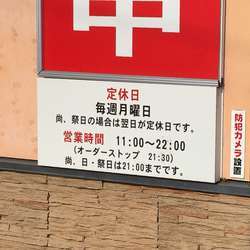 定休日
毎週月曜日
尚、祭日の場合は翌日が定休日です。
営業時間 11:00〜22:00
(オーダーストップ 21:30)
尚、日・祭日は21:00までです。
防犯カメラ設置